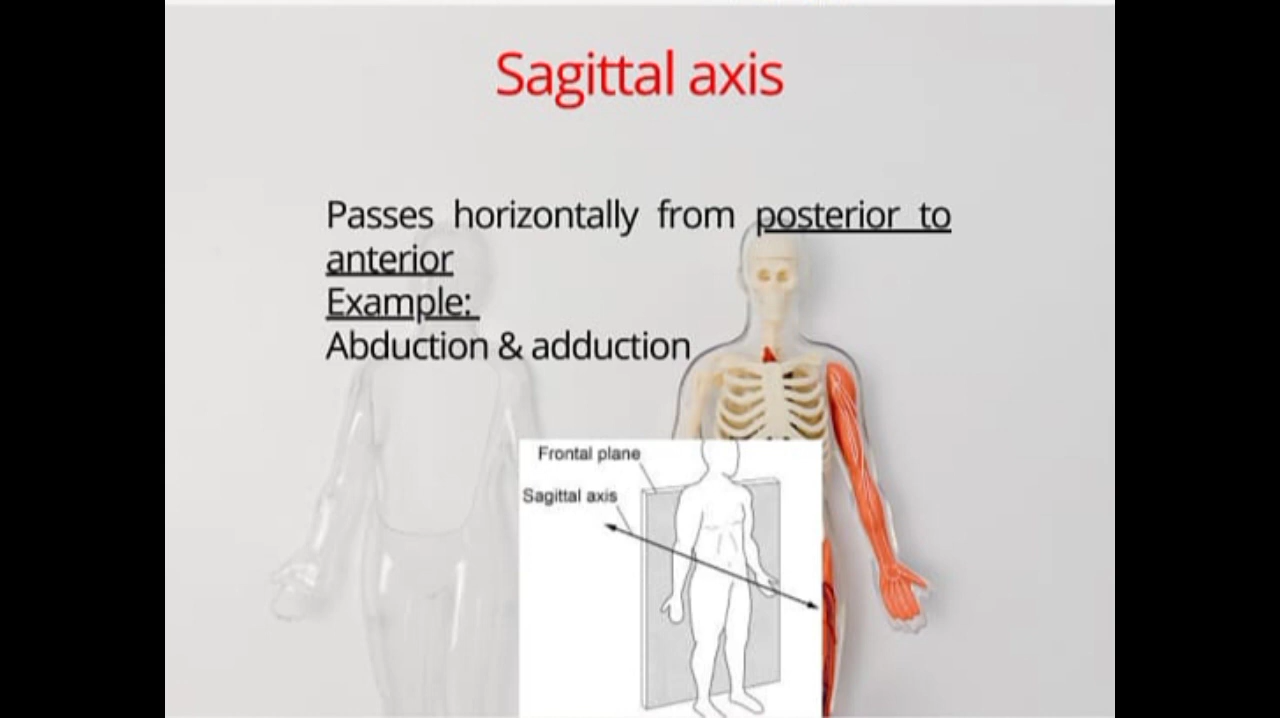 Sagittal axis
Passes horizontally from posterior to
anterior
Example:
Abduction & adduction
Frontal plane
Sagittal axis